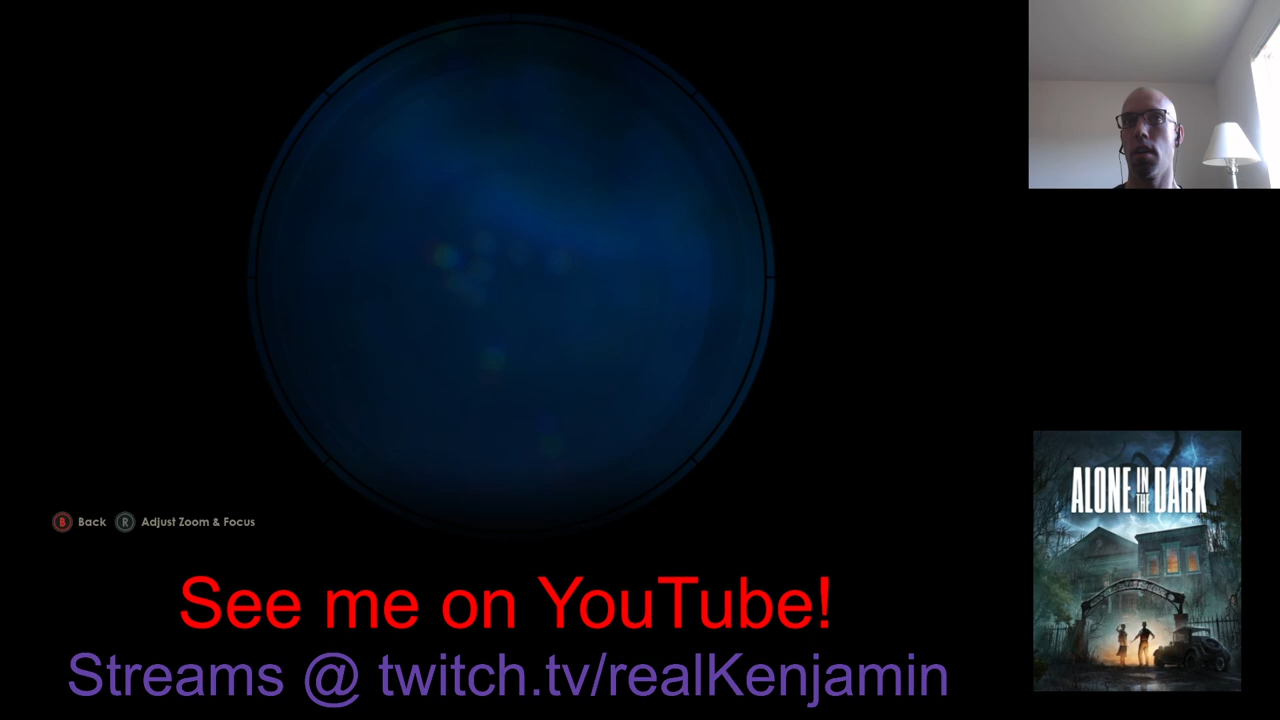 ALONE IN THE DARK
B Back R Adjust Zoom & Focus
See me on YouTube!
Streams @ twitch.tv/realKenjamin